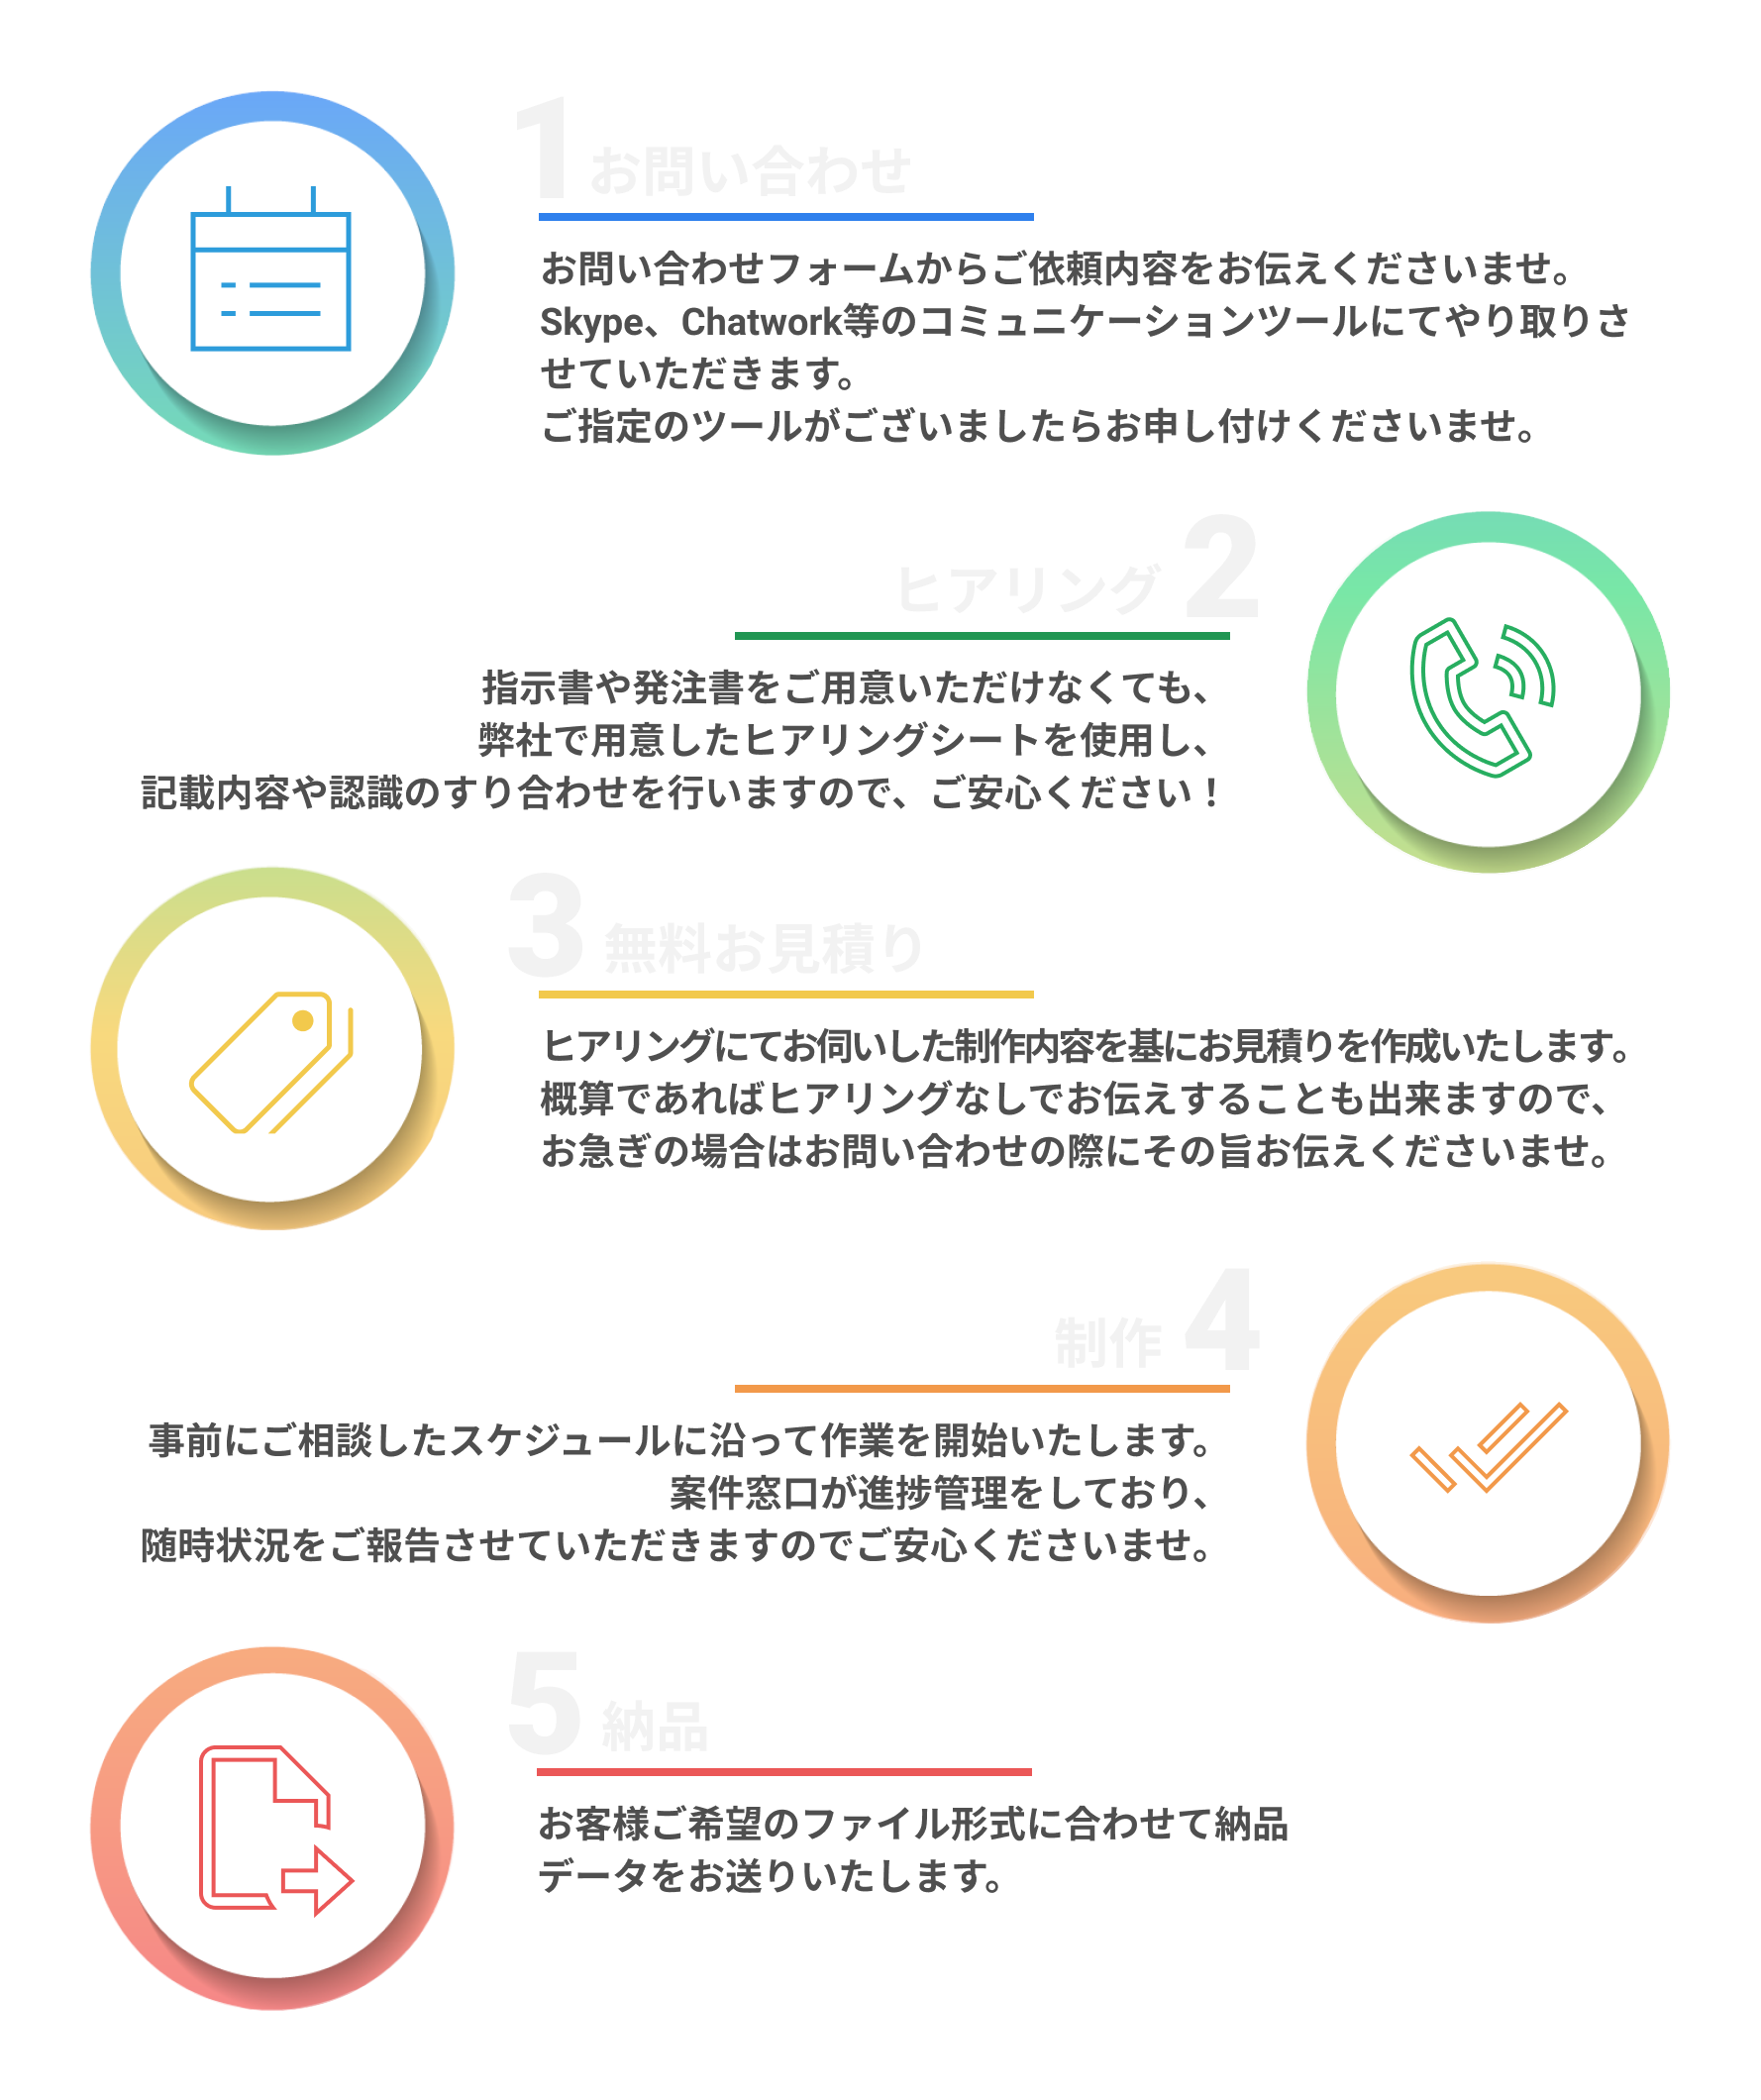 1 お問い合わせ
お問い合わせフォームからご依頼内容をお伝えくださいませ。
Skype、Chatwork等のコミュニケーションツールにてやり取りさ
せていただきます。
ご指定のツールがございましたらお申し付けくださいませ。
ヒアリング 2
指示書や発注書をご用意いただけなくても、
弊社で用意したヒアリングシートを使用し、
記載内容や認識のすり合わせを行いますので、ご安心ください！
3 無料お見積り
ヒアリングにてお伺いした制作内容を基にお見積りを作成いたします。
概算であればヒアリングなしでお伝えすることも出来ますので、
お急ぎの場合はお問い合わせの際にその旨お伝えくださいませ。
制作 4
事前にご相談したスケジュールに沿って作業を開始いたします。
案件窓口が進捗管理をしており、
随時状況をご報告させていただきますのでご安心くださいませ。
5 納品
お客様ご希望のファイル形式に合わせて納品
データをお送りいたします。